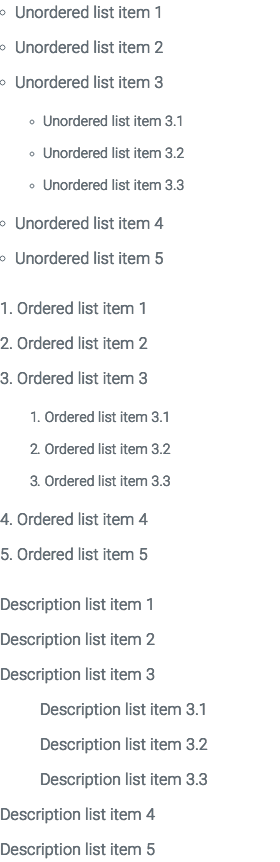 ◦ Unordered list item 1
◦ Unordered list item 2
◦ Unordered list item 3
◦ Unordered list item 3.1
◦ Unordered list item 3.2
◦ Unordered list item 3.3
◦ Unordered list item 4
◦ Unordered list item 5
1. Ordered list item 1
2. Ordered list item 2
3. Ordered list item 3
1. Ordered list item 3.1
2. Ordered list item 3.2
3. Ordered list item 3.3
4. Ordered list item 4
5. Ordered list item 5
Description list item 1
Description list item 2
Description list item 3
Description list item 3.1
Description list item 3.2
Description list item 3.3
Description list item 4
Description list item 5